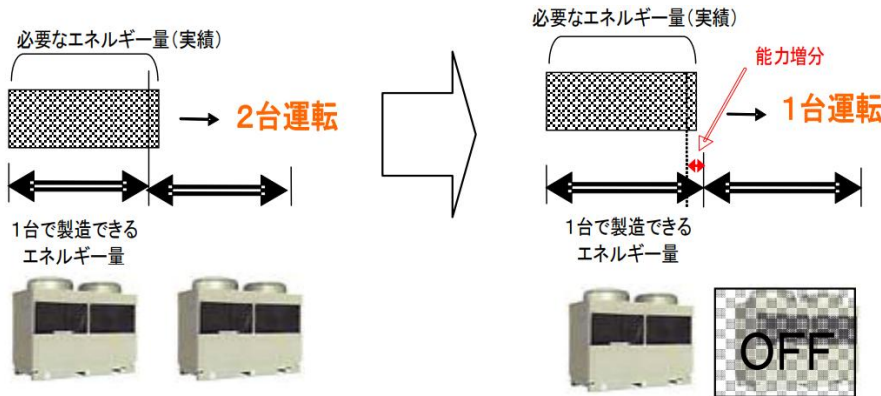 必要なエネルギー量(実績)
2台運転
1台で製造できる
エネルギー量
必要なエネルギー量(実績)
能力増分
1台運転
1台で製造できる
エネルギー量
OFF